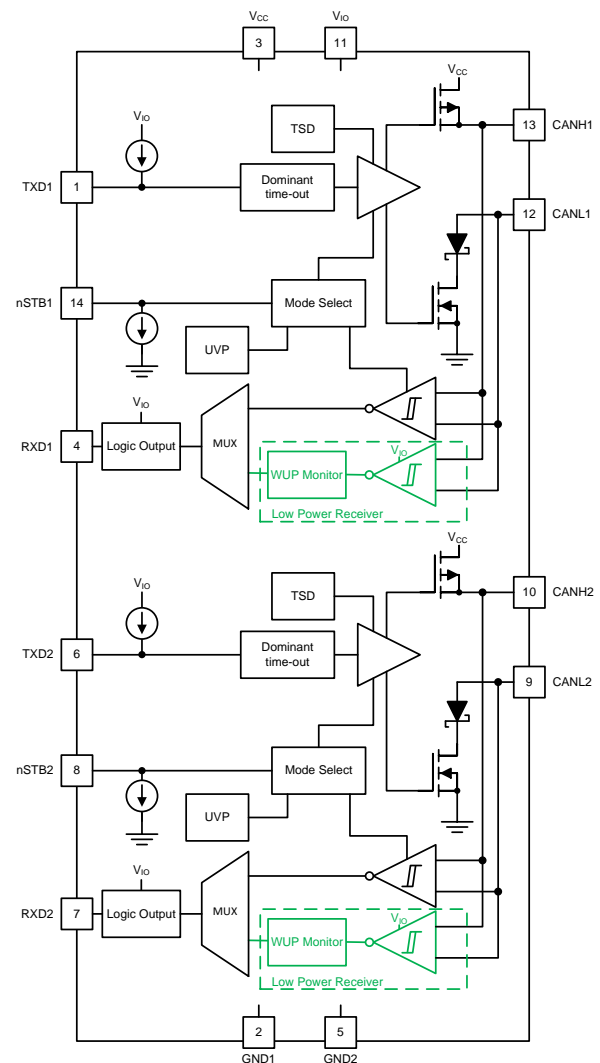 VCC
VIO
3
11
VCC
VIO
TSD
13
CANH1
TXD1
1
Dominant
time-out
12
CANL1
nSTB1
14
Mode Select
UVP
VIO
RXD1
4
Logic Output
MUX
VIO
WUP Monitor
Low Power Receiver
VCC
VIO
TSD
10
CANH2
TXD2
6
Dominant
time-out
9
CANL2
nSTB2
8
Mode Select
UVP
VIO
RXD2
7
Logic Output
MUX
VIO
WUP Monitor
Low Power Receiver
2
5
GND1
GND2